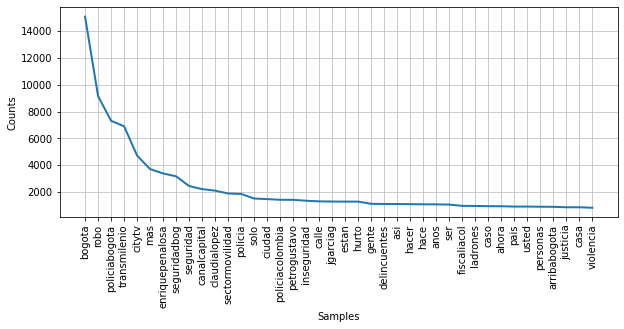 14000
12000
10000
8000
6000
4000
2000
Counts
bogota
robo
policiabogota
transmilenio
citytv
mas
enriquepenalosa
seguridadbog
seguridad
canalcapital
claudialopez
sectormovilidad
policia
solo
ciudad
policiacolombia
petrogustavo
inseguridad
calle
jgarciag
estan
hurto
gente
delincuentes
asi
hacer
hace
anos
ser
fiscaliacol
ladrones
caso
ahora
pais
usted
personas
arribabogota
justicia
casa
violencia
Samples